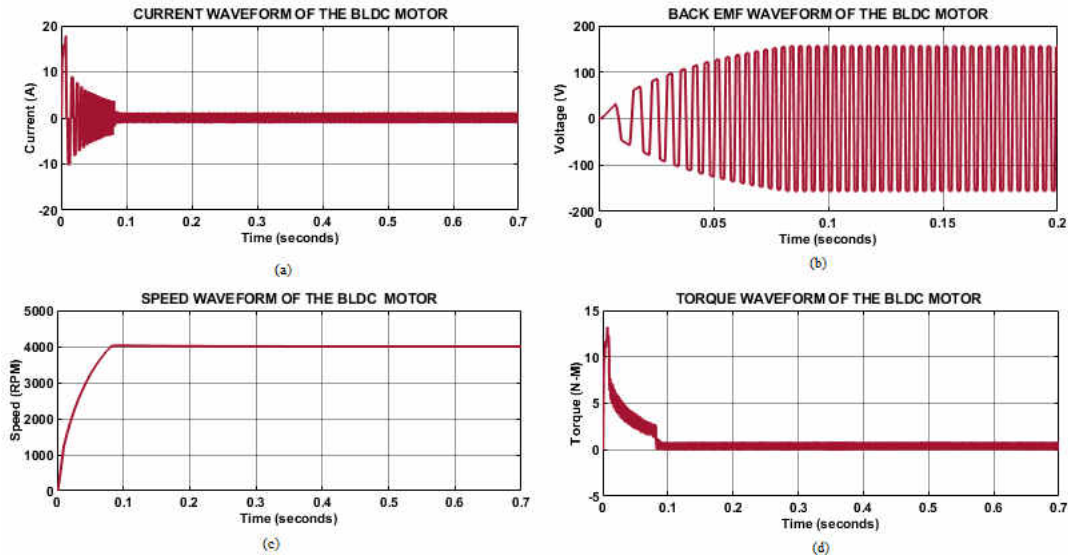 CURRENT WAVEFORM OF THE BLDC MOTOR
20
10
0
-10
-20
Current (A)
0 0.1 0.2 0.3 0.4 0.5 0.6 0.7
Time (seconds)
(a)
BACK EMF WAVEFORM OF THE BLDC MOTOR
200
100
0
-100
-200
Voltage (V)
0 0.05 0.1 0.15 0.2
Time (seconds)
(b)
SPEED WAVEFORM OF THE BLDC MOTOR
5000
4000
3000
2000
1000
0
Speed (RPM)
0 0.1 0.2 0.3 0.4 0.5 0.6 0.7
Time (seconds)
(c)
TORQUE WAVEFORM OF THE BLDC MOTOR
15
10
5
0
-5
Torque (N-M)
0 0.1 0.2 0.3 0.4 0.5 0.6 0.7
Time (seconds)
(d)